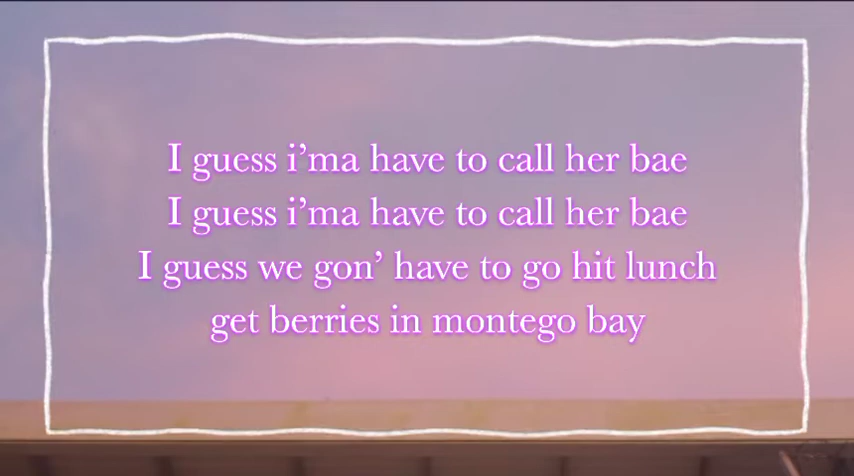 I guess i’ma have to call her bae
I guess i’ma have to call her bae
I guess we gon’ have to go hit lunch
get berries in montego bay